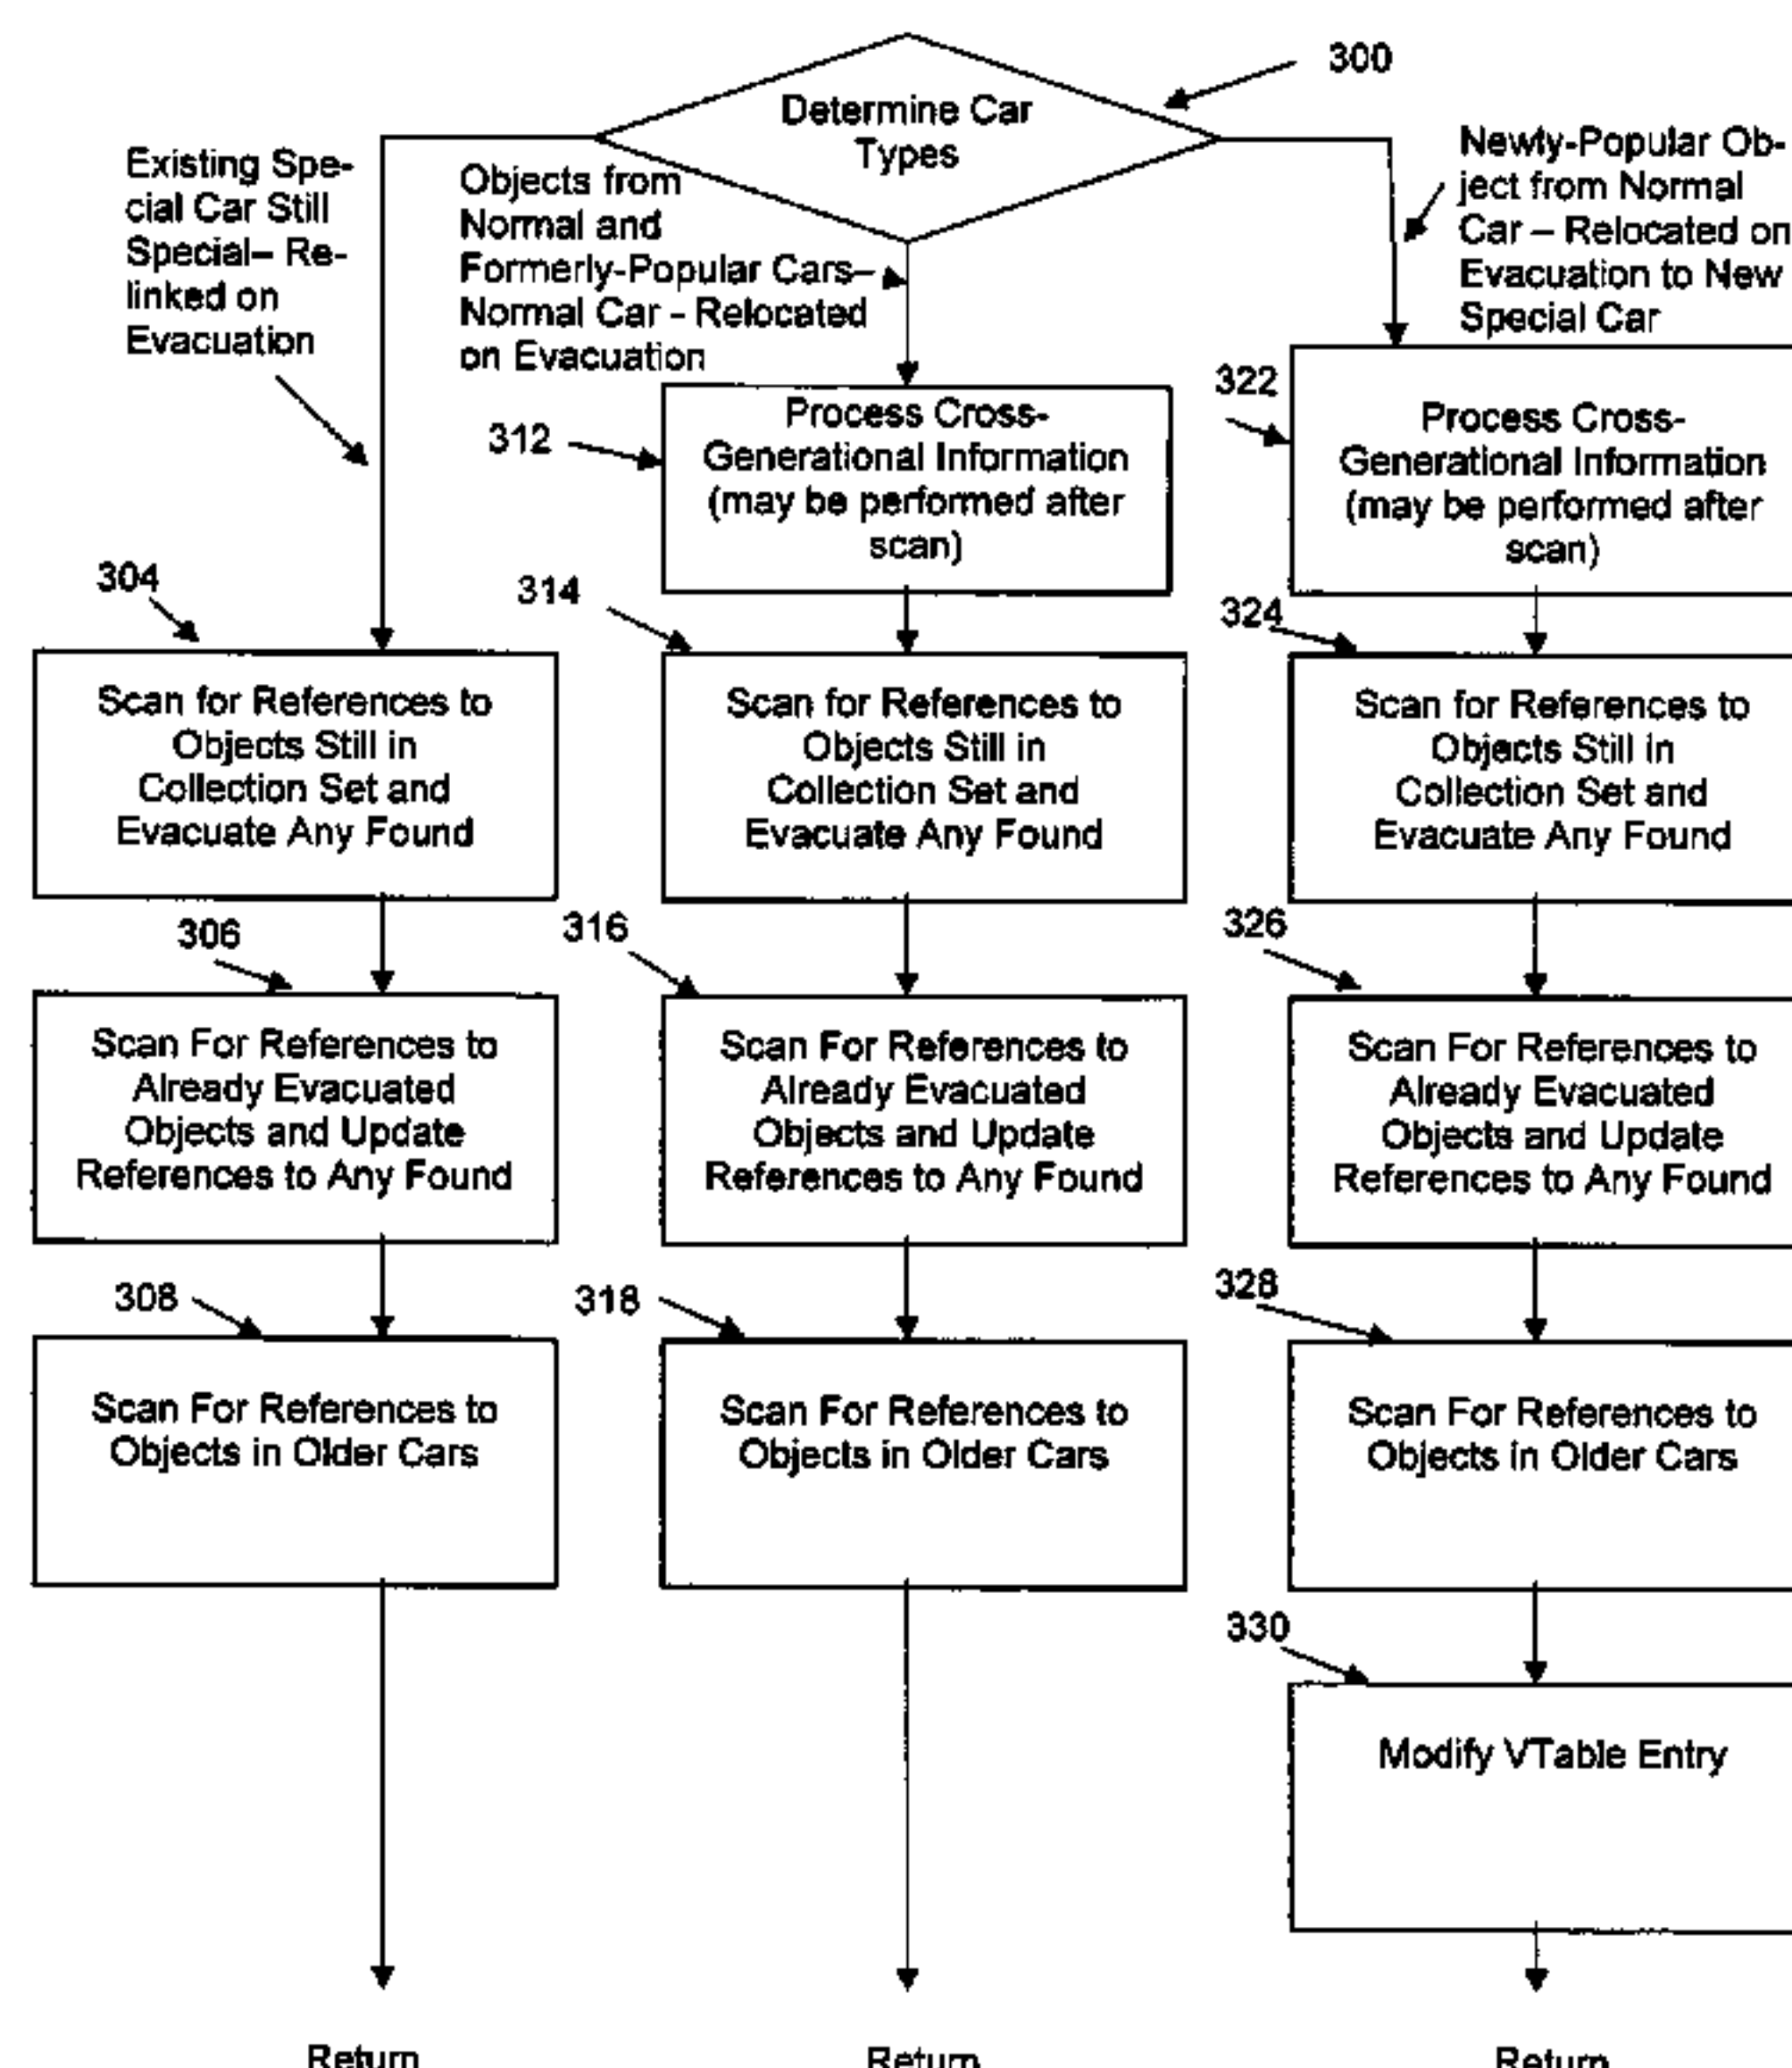 300
Determine Car
Types
Existing Spe-
cial Car Still
Special– Re-
linked on
Evacuation
Objects from
Normal and
Formerly-Popular Cars–
Normal Car - Relocated
on Evacuation
Newly-Popular Ob-
ject from Normal
Car – Relocated on
Evacuation to New
Special Car
312
Process Cross-
Generational Information
(may be performed after
scan)
322
Process Cross-
Generational Information
(may be performed after
scan)
304
Scan for References to
Objects Still in
Collection Set and
Evacuate Any Found
314
Scan for References to
Objects Still in
Collection Set and
Evacuate Any Found
324
Scan for References to
Objects Still in
Collection Set and
Evacuate Any Found
306
Scan For References to
Already Evacuated
Objects and Update
References to Any Found
316
Scan For References to
Already Evacuated
Objects and Update
References to Any Found
326
Scan For References to
Already Evacuated
Objects and Update
References to Any Found
308
Scan For References to
Objects in Older Cars
318
Scan For References to
Objects in Older Cars
328
Scan For References to
Objects in Older Cars
330
Modify VTable Entry
Return
Return
Return